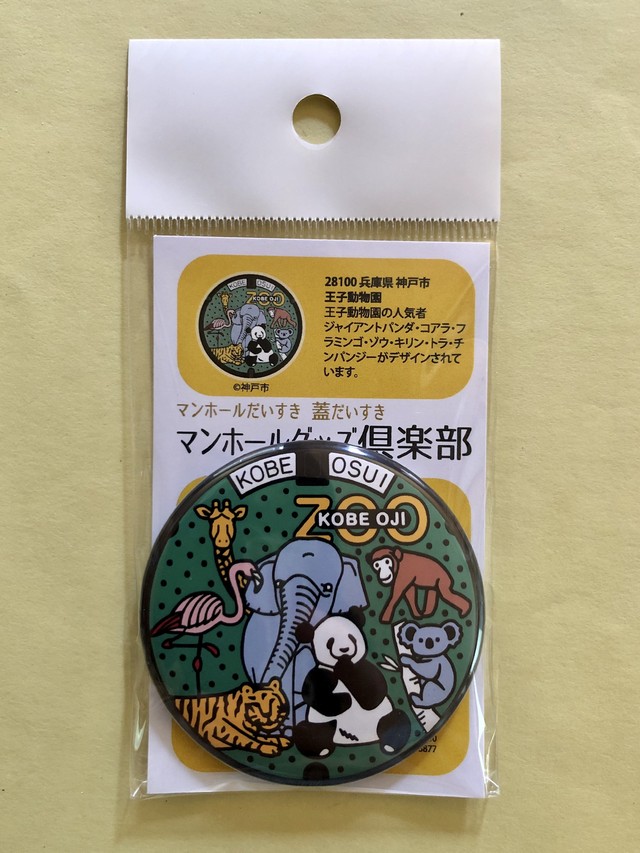 KOBE OSUI
ZOO
KOBE OJI
28100 兵庫県 神戸市
王子動物園
王子動物園の人気者
ジャイアントパンダ・コアラ・フ
ラミンゴ・ゾウ・キリン・トラ・チ
ンパンジーがデザインされて
います。
©神戸市
マンホールだいすき 蓋だいすき
マンホールグッズ倶楽部
KOBE OSUI
ZOO
KOBE OJI